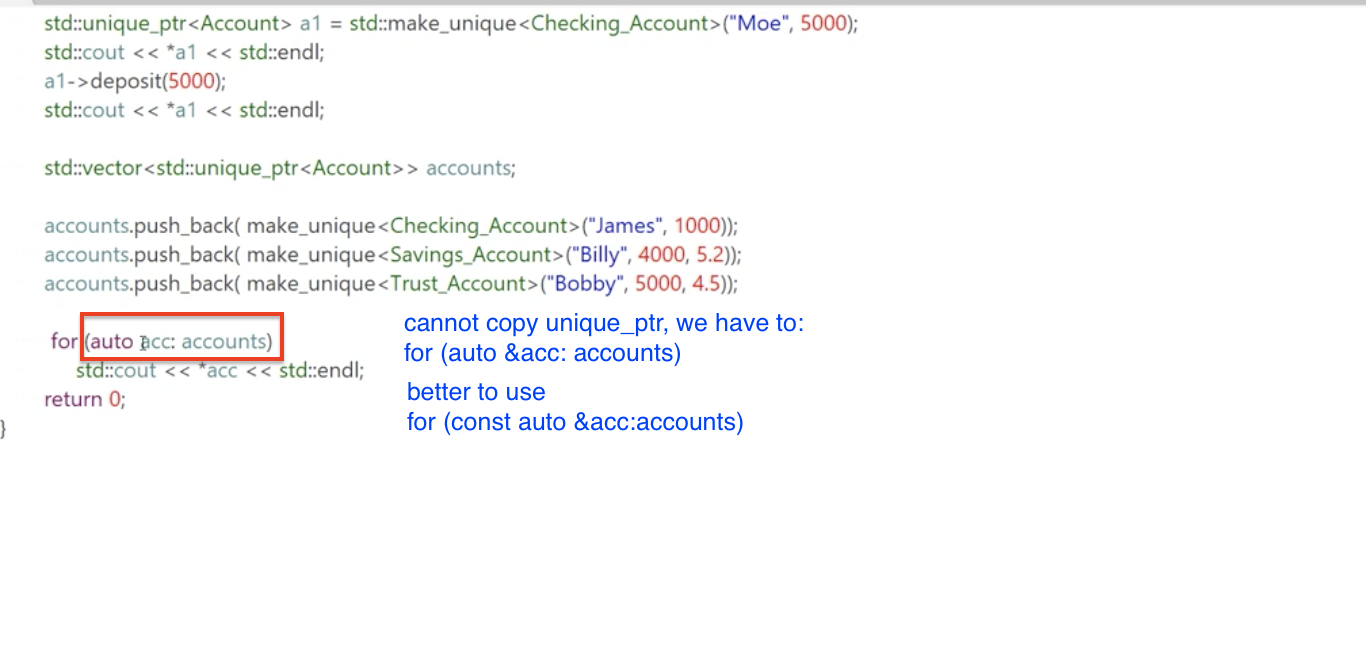 std::unique_ptr<Account> a1 = std::make_unique<Checking_Account>("Moe", 5000);
std::cout << *a1 << std::endl;
a1->deposit(5000);
std::cout << *a1 << std::endl;
std::vector<std::unique_ptr<Account>> accounts;
accounts.push_back( make_unique<Checking_Account>("James", 1000));
accounts.push_back( make_unique<Savings_Account>("Billy", 4000, 5.2));
accounts.push_back( make_unique<Trust_Account>("Bobby", 5000, 4.5));
for (auto acc: accounts)
std::cout << *acc << std::endl;
return 0;
}
cannot copy unique_ptr, we have to:
for (auto &acc: accounts)
better to use
for (const auto &acc:accounts)